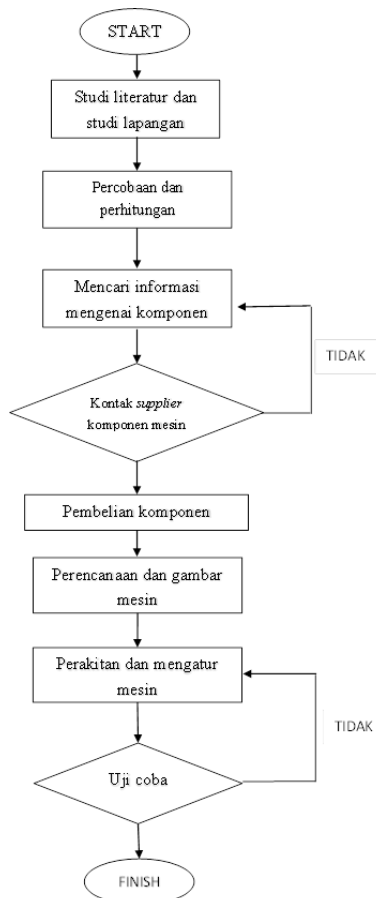 START
Studi literatur dan
studi lapangan
Percobaan dan
perhitungan
Mencari informasi
mengenai komponen
TIDAK
Kontak supplier
komponen mesin
Pembelian komponen
Perencanaan dan gambar
mesin
Perakitan dan mengatur
mesin
TIDAK
Uji coba
FINISH